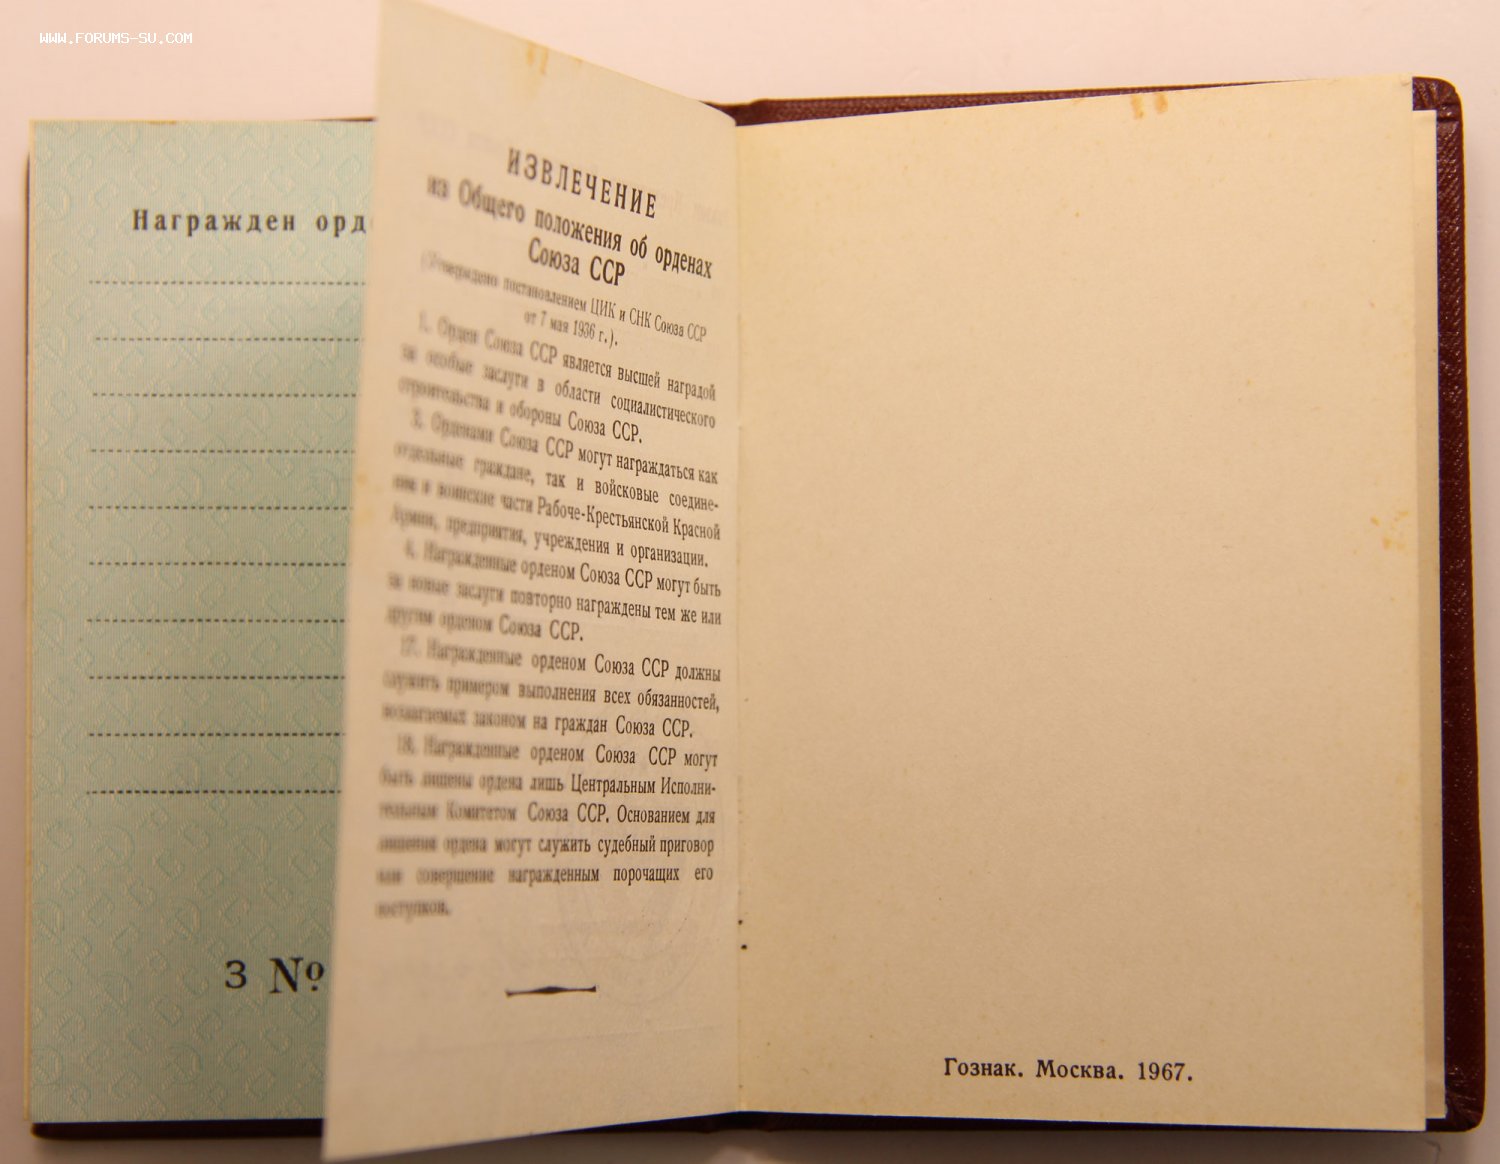 WWW.FORUMS-SU.COM
Награжден орде
З №
ИЗВЛЕЧЕНИЕ
из Общего положения об орденах
Союза ССР
(Утверждено постановлением ЦИК и СНК Союза ССР
от 7 мая 1936 г.).
1. Орден Союза ССР является высшей наградой
за особые заслуги в области социалистического
строительства и обороны Союза ССР.
3. Орденами Союза ССР могут награждаться как
отдельные граждане, так и войсковые соедине-
ния и воинские части Рабоче-Крестьянской Красной
Армии, предприятия, учреждения и организации.
4. Награжденные орденом Союза ССР могут быть
за новые заслуги повторно награждены тем же или
другим орденом Союза ССР.
17. Награжденные орденом Союза ССР должны
служить примером выполнения всех обязанностей,
возлагаемых законом на граждан Союза ССР.
18. Награжденные орденом Союза ССР могут
быть лишены ордена лишь Центральным Исполни-
тельным Комитетом Союза ССР. Основанием для
лишения ордена могут служить судебный приговор
или совершение награжденным порочащих его
поступков.
Гознак. Москва. 1967.